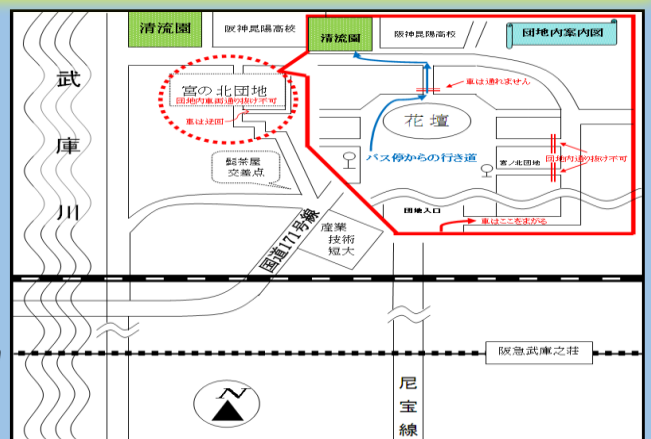 清流園
阪神昆陽高校
清流園
阪神昆陽高校
団地内案内図
武庫川
宮の北団地
団地内車両通り抜け不可
車は迂回
車は通れません
花壇
バス停からの行き道
宮ノ北団地
団地内通り抜け不可
髭茶屋
交差点
団地入口
車はここをまがる
国道171号線
産業
技術
短大
阪急武庫之荘
N
尼宝線